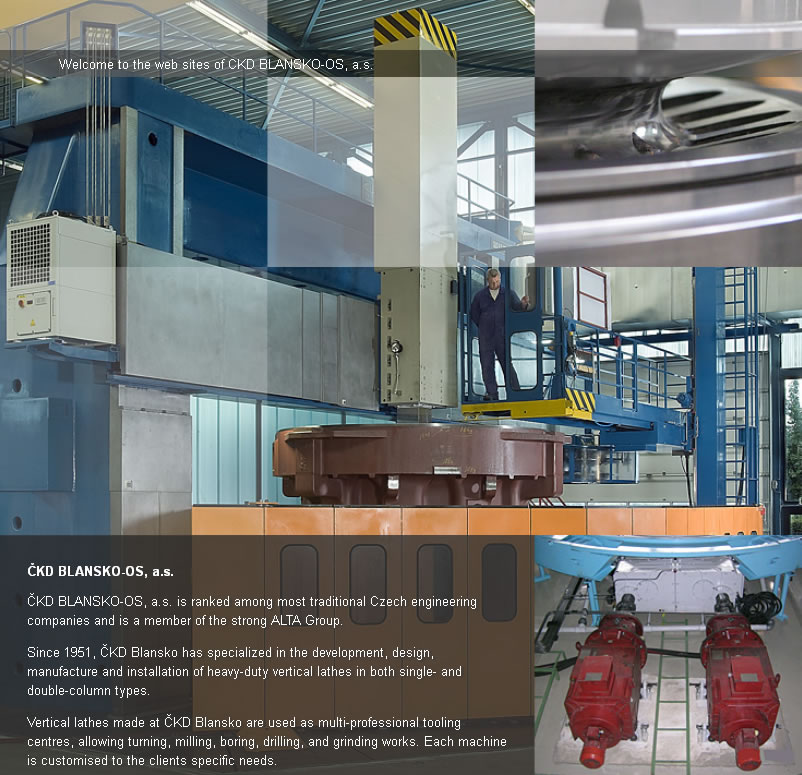 Welcome to the web sites of CKD BLANSKO-OS, a.s.
ČKD BLANSKO-OS, a.s.
ČKD BLANSKO-OS, a.s. is ranked among most traditional Czech engineering
companies and is a member of the strong ALTA Group.
Since 1951, ČKD Blansko has specialized in the development, design,
manufacture and installation of heavy-duty vertical lathes in both single- and
double-column types.
Vertical lathes made at ČKD Blansko are used as multi-professional tooling
centres, allowing turning, milling, boring, drilling, and grinding works. Each machine
is customised to the clients specific needs.